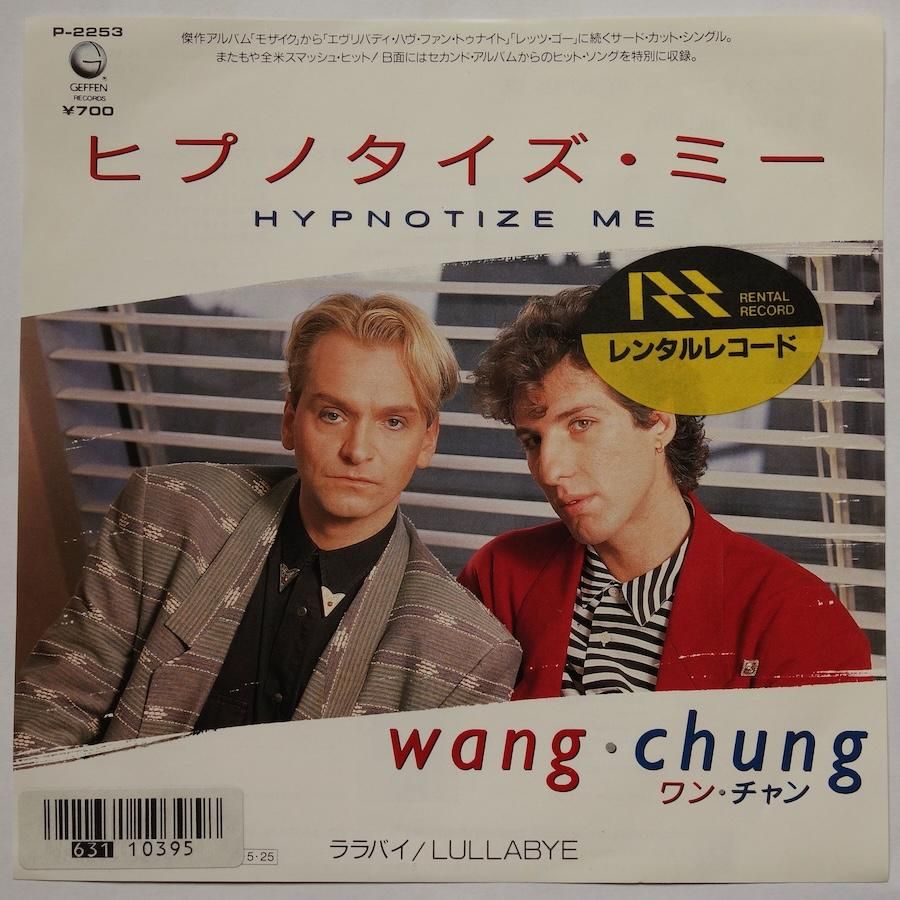 P-2253
GEFFEN
RECORDS
¥700
傑作アルバム「モザイク」から「エヴリバディ・ハヴ・ファン・トゥナイト」、「レッツ・ゴー」に続くサード・カット・シングル。
またもや全米スマッシュ・ヒット/B面にはセカンド・アルバムからのヒット・ソングを特別に収録。
ヒプノタイズ・ミー
HYPNOTIZE ME
RENTAL
RECORD
レンタルレコード
wang・chung
ワン・チャン
631 10395
5・25
ララバイ/LULLABYE